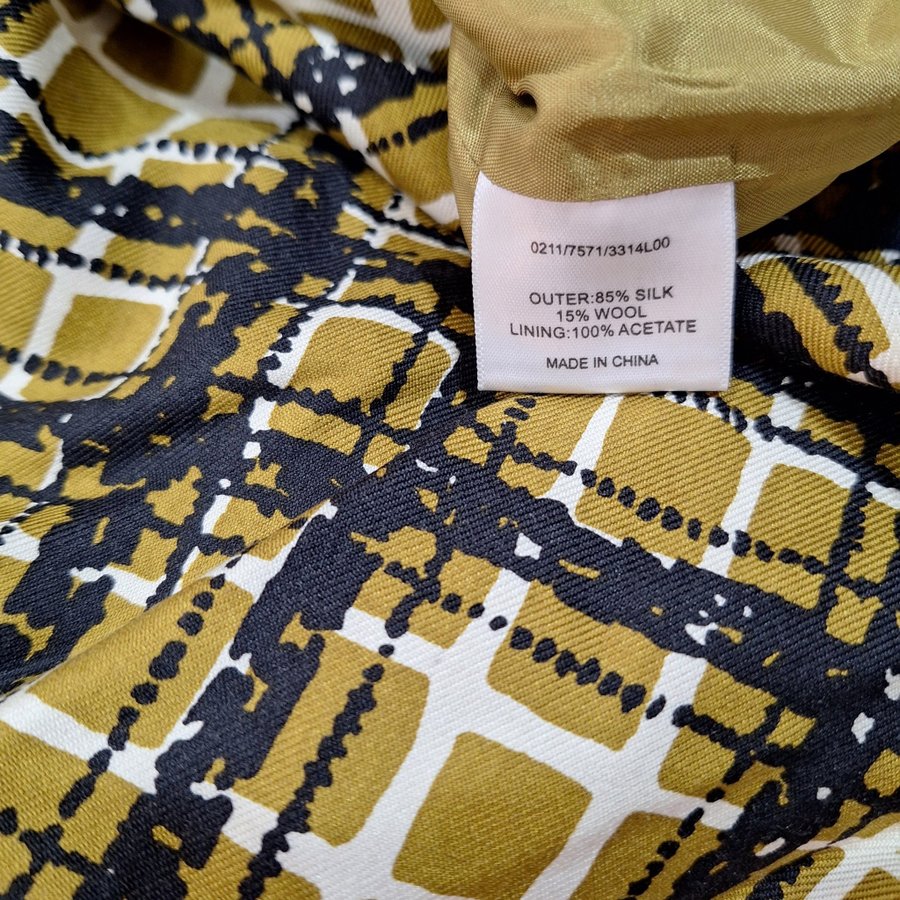 0211/7571/3314L00
OUTER:85% SILK
15% WOOL
LINING:100% ACETATE
MADE IN CHINA